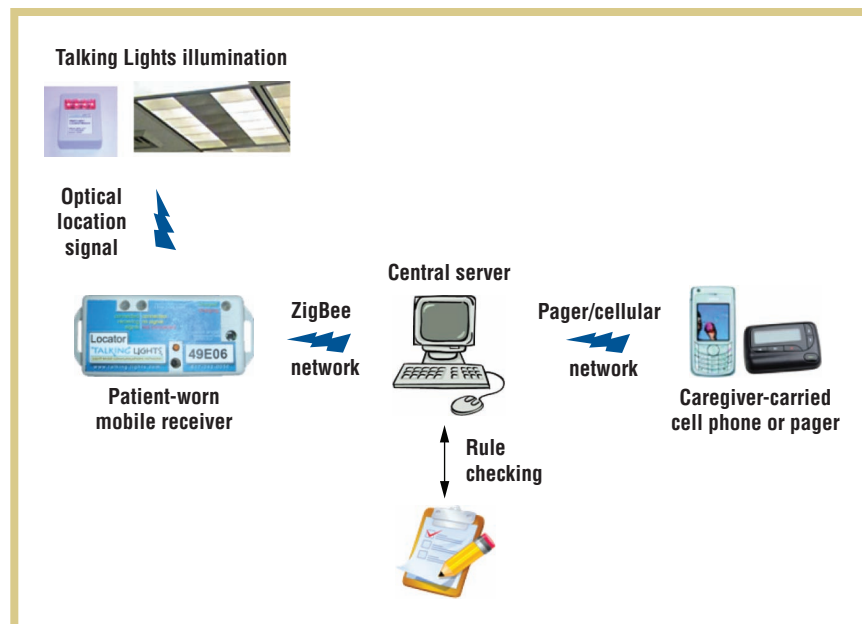 Talking Lights illumination
Optical
location
signal
Central server
ZigBee
network
Pager/cellular
network
Locator
TALKING LIGHTS
49E06
Patient-worn
mobile receiver
Caregiver-carried
cell phone or pager
Rule
checking